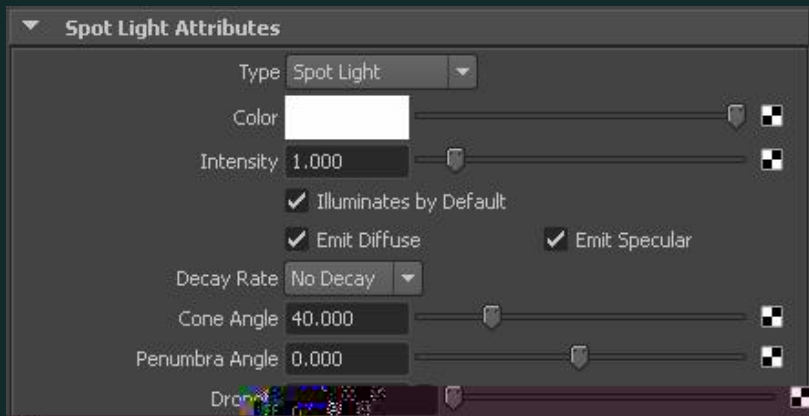 Spot Light Attributes
Type Spot Light
Color
Intensity 1.000
Illuminates by Default
Emit Diffuse Emit Specular
Decay Rate No Decay
Cone Angle 40.000
Penumbra Angle 0.000